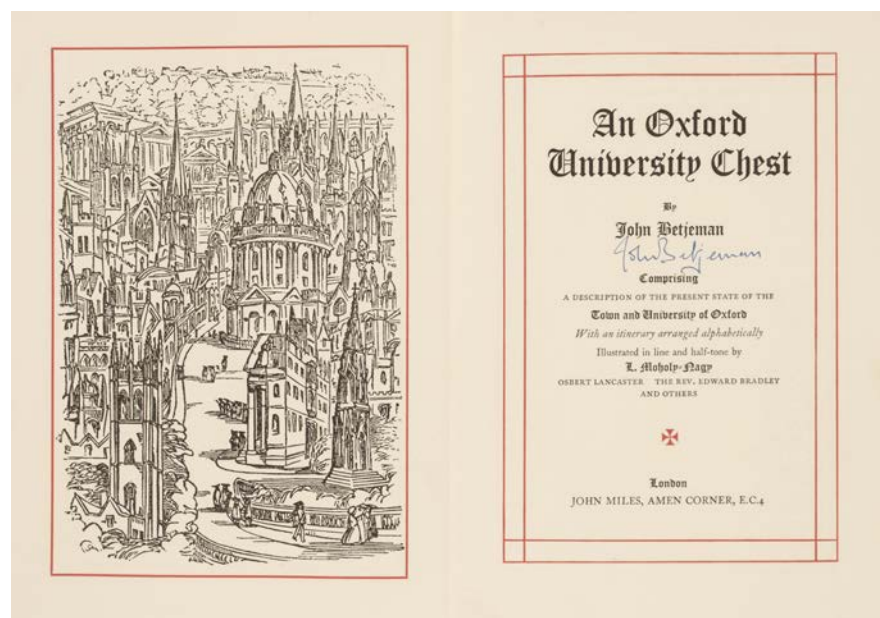 An Oxford
University Chest
By
John Betjeman
John Betjeman
Comprising
A DESCRIPTION OF THE PRESENT STATE OF THE
Town and University of Oxford
With an itinerary arranged alphabetically
Illustrated in line and half-tone by
L. Moholy-Nagy
OSBERT LANCASTER THE REV. EDWARD BRADLEY
AND OTHERS
London
JOHN MILES, AMEN CORNER, E.C.4